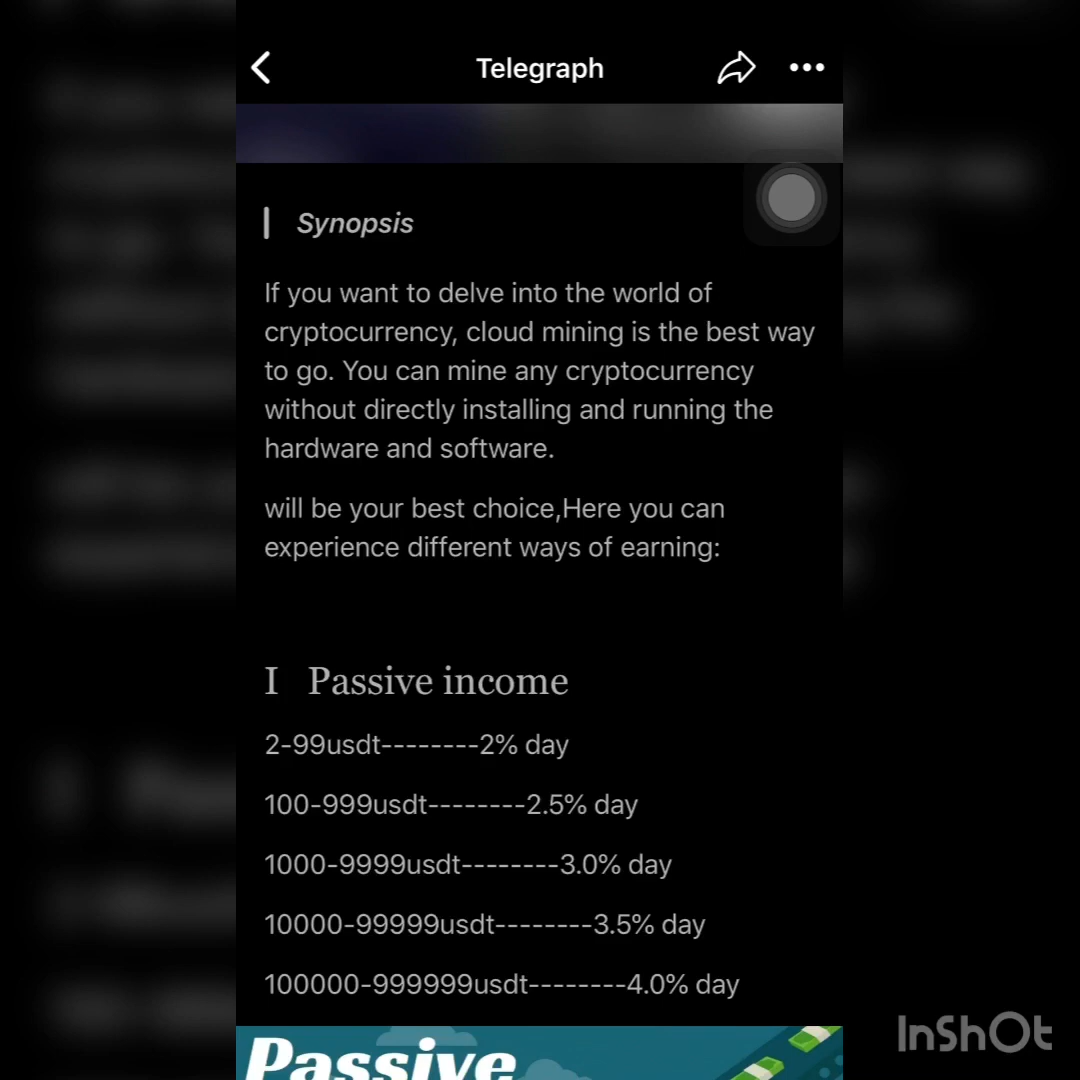 Telegraph
Synopsis
If you want to delve into the world of
cryptocurrency, cloud mining is the best way
to go. You can mine any cryptocurrency
without directly installing and running the
hardware and software.
will be your best choice,Here you can
experience different ways of earning:
I Passive income
2-99usdt--------2% day
100-999usdt--------2.5% day
1000-9999usdt--------3.0% day
10000-99999usdt--------3.5% day
100000-999999usdt--------4.0% day
Passive
InShOt